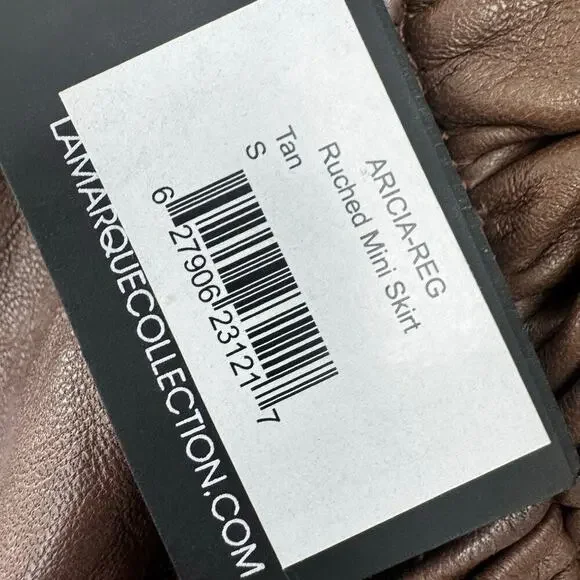 ARICIA-REG
Ruched Mini Skirt
Tan
S
6 27906 23121 7
LAMARQUECOLLECTION.COM